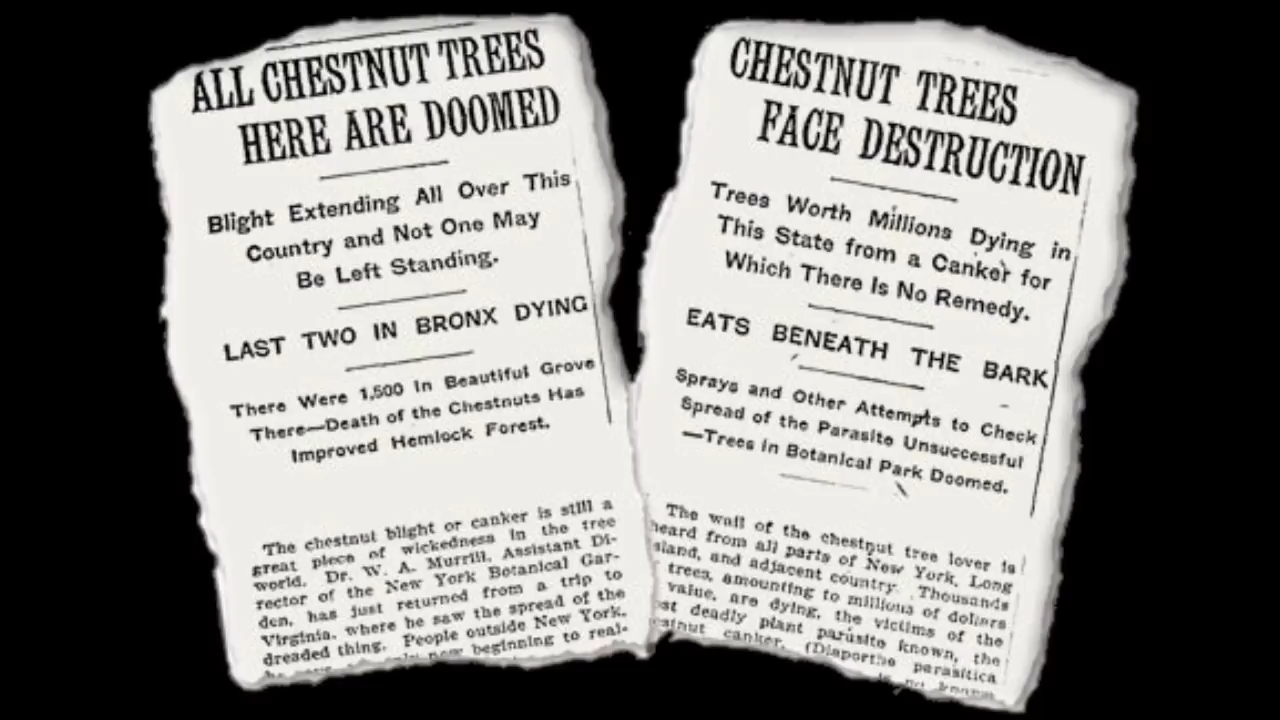 ALL CHESTNUT TREES
HERE ARE DOOMED
Blight Extending All Over This
Country and Not One May
Be Left Standing.
LAST TWO IN BRONX DYING
There Were 1,500 in Beautiful Grove
There—Death of the Chestnuts Has
Improved Hemlock Forest.
The chestnut blight or canker is still a
great piece of wickedness in the tree
world. Dr. W. A. Murrill, Assistant Di-
rector of the New York Botanical Gar-
den, has just returned from a trip to
Virginia, where he saw the spread of the
dreaded thing. People outside New York,
now beginning to real-
CHESTNUT TREES
FACE DESTRUCTION
Trees Worth Millions Dying in
This State from a Canker for
Which There Is No Remedy.
EATS BENEATH THE BARK
Sprays and Other Attempts to Check
Spread of the Parasite Unsuccessful
—Trees in Botanical Park Doomed.
The wail of the chestnut tree lover is
heard from all parts of New York, Long
and adjacent country. Thousands
trees, amounting to millions of dollars
value, are dying, the victims of the
deadly plant parasite known, the
canker. (Diaporthe parasitica